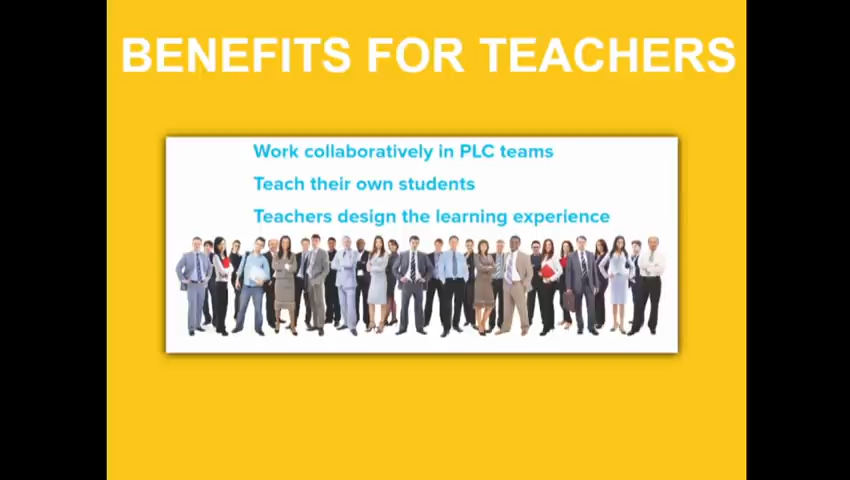 BENEFITS FOR TEACHERS
Work collaboratively in PLC teams
Teach their own students
Teachers design the learning experience